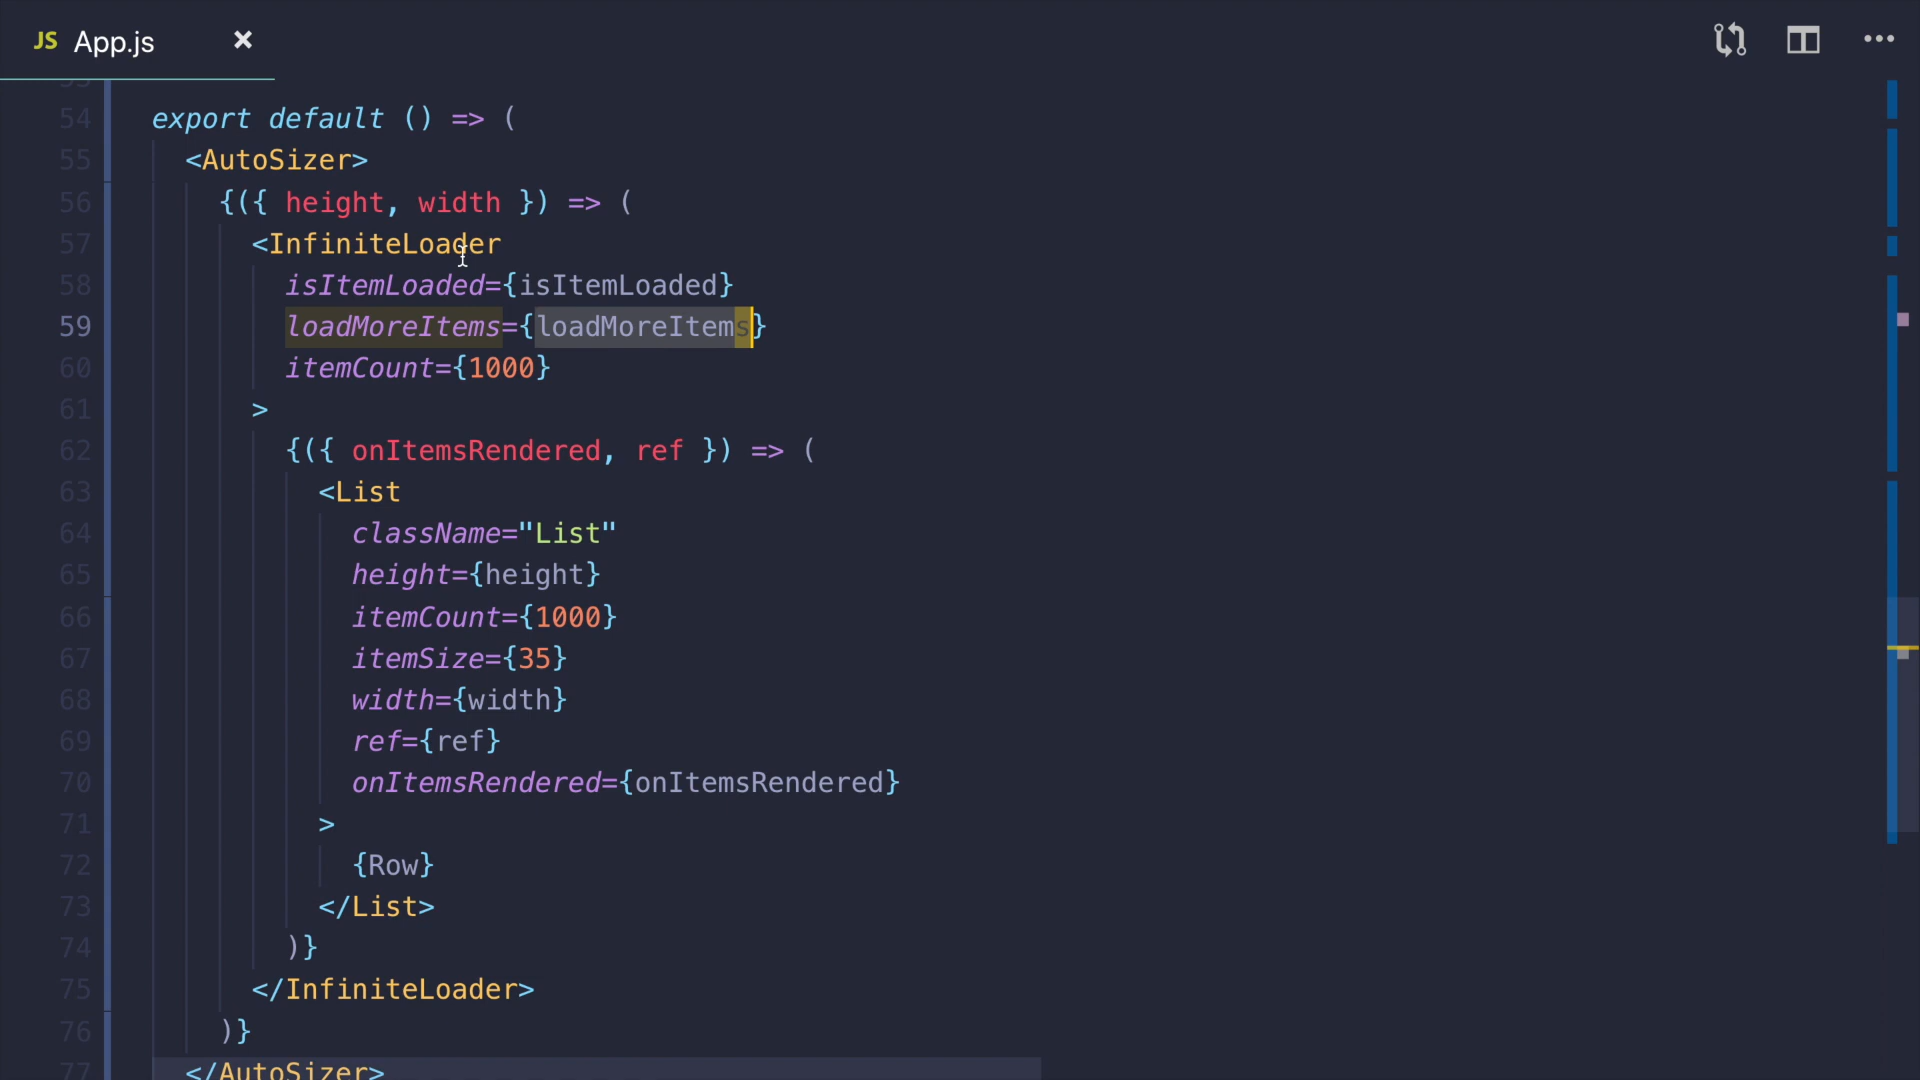 JS App.js ×
53
54 export default () => (
55 <AutoSizer>
56 {({ height, width }) => (
57 <InfiniteLoader
58 isItemLoaded={isItemLoaded}
59 loadMoreItems={loadMoreItems}
60 itemCount={1000}
61 >
62 {({ onItemsRendered, ref }) => (
63 <List
64 className="List"
65 height={height}
66 itemCount={1000}
67 itemSize={35}
68 width={width}
69 ref={ref}
70 onItemsRendered={onItemsRendered}
71 >
72 {Row}
73 </List>
74 )}
75 </InfiniteLoader>
76 )}
77 </AutoSizer>